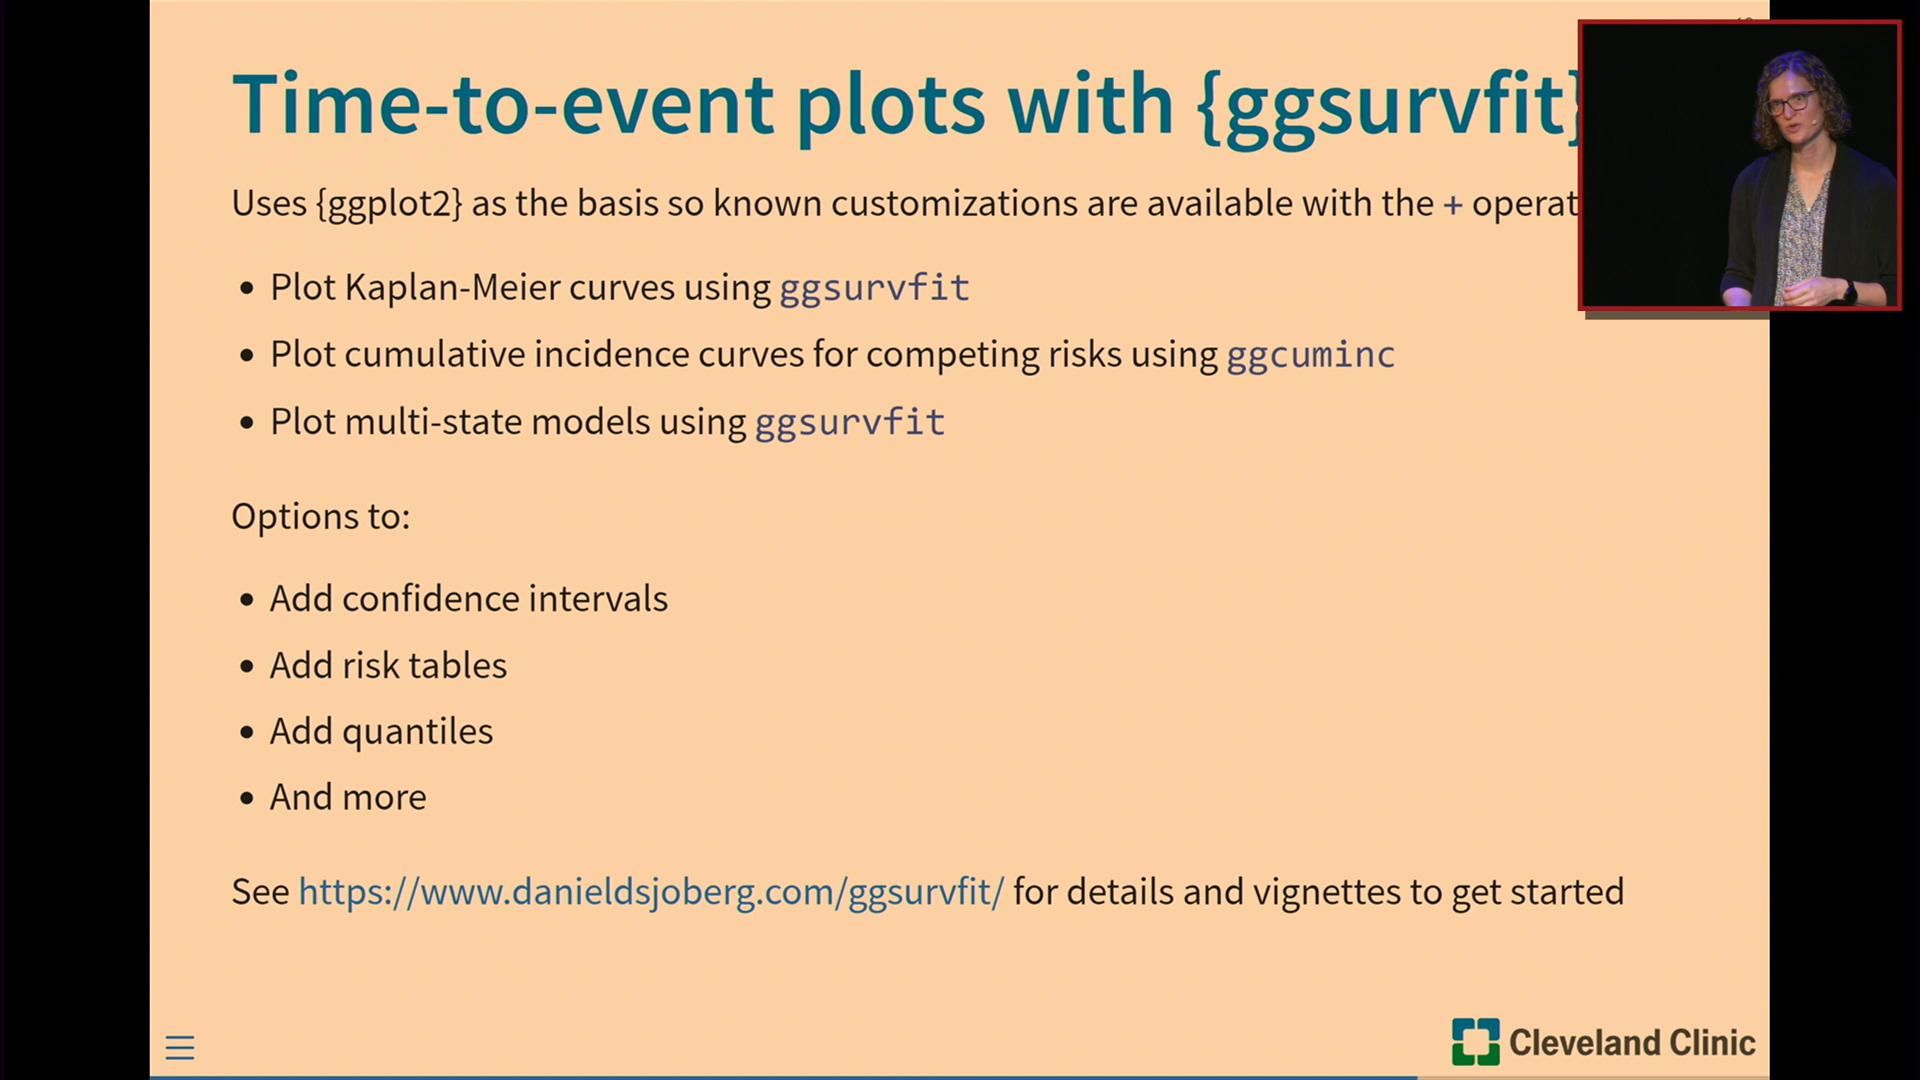 Time-to-event plots with {ggsurvfit}
Uses {ggplot2} as the basis so known customizations are available with the + operat
• Plot Kaplan-Meier curves using ggsurvfit
• Plot cumulative incidence curves for competing risks using ggcuminc
• Plot multi-state models using ggsurvfit
Options to:
• Add confidence intervals
• Add risk tables
• Add quantiles
• And more
See https://www.danieldsjoberg.com/ggsurvfit/ for details and vignettes to get started
Cleveland Clinic